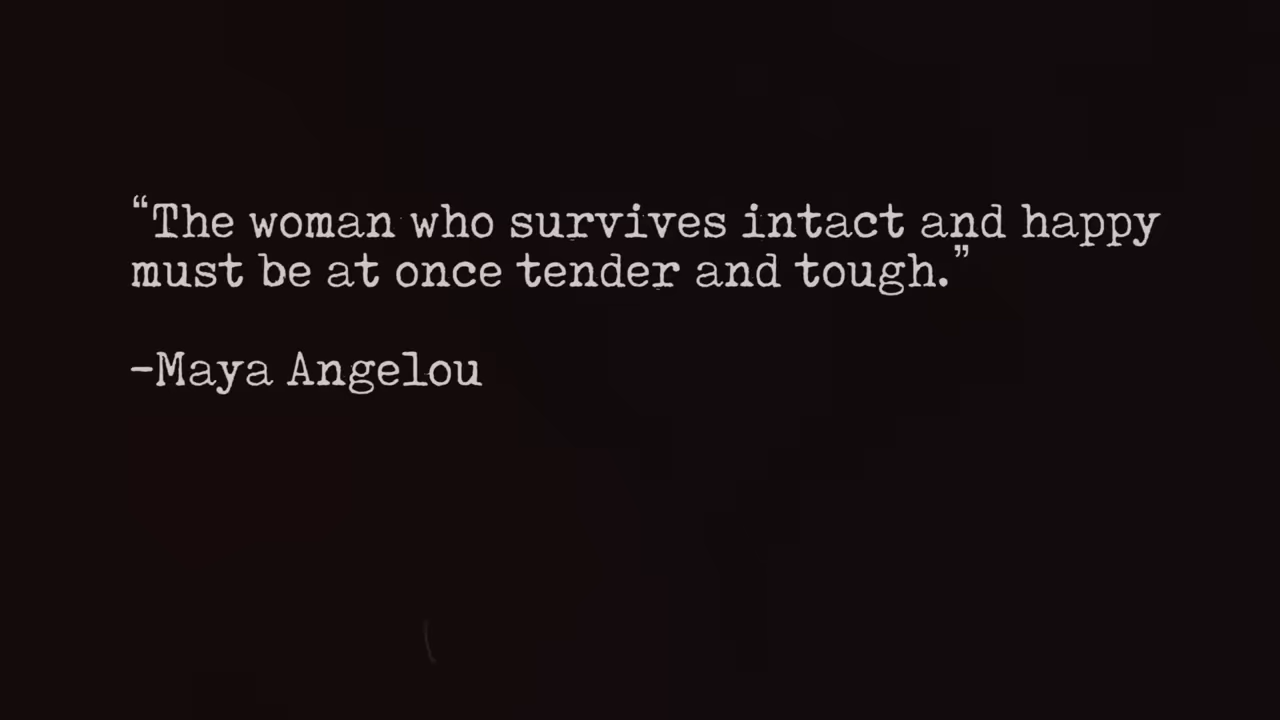 “The woman who survives intact and happy
must be at once tender and tough.”
–Maya Angelou